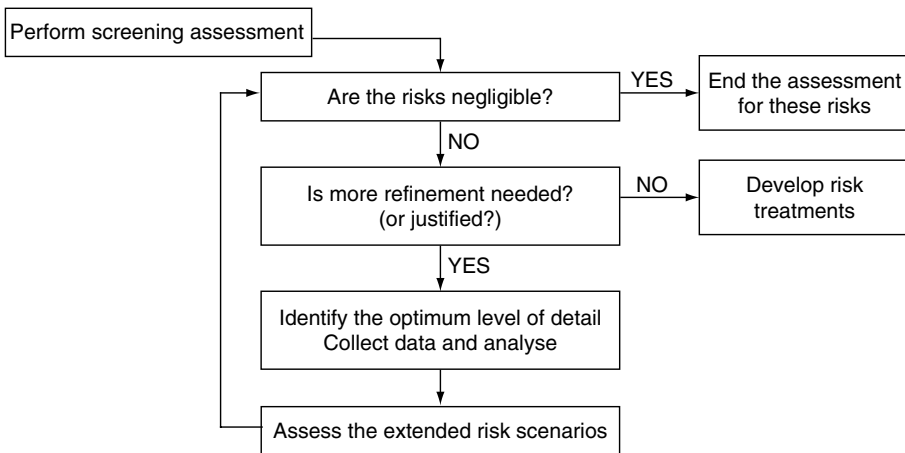 Perform screening assessment
Are the risks negligible?
YES
End the assessment
for these risks
NO
Is more refinement needed?
(or justified?)
NO
Develop risk
treatments
YES
Identify the optimum level of detail
Collect data and analyse
Assess the extended risk scenarios